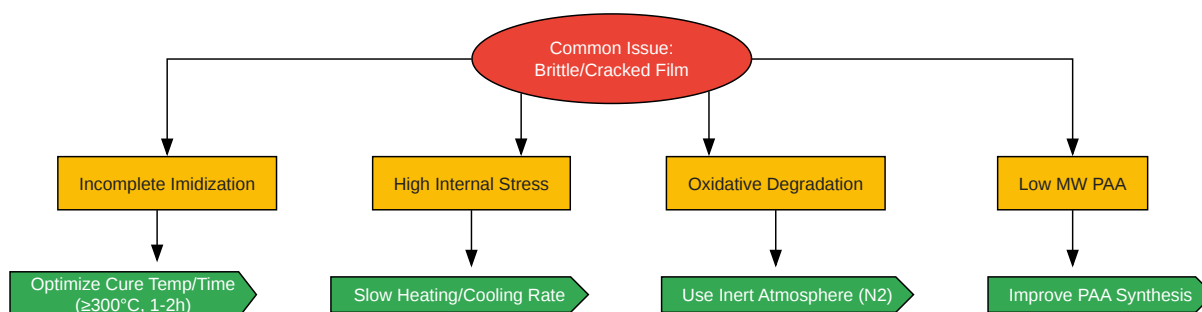 Common Issue:
Brittle/Cracked Film
Incomplete Imidization
High Internal Stress
Oxidative Degradation
Low MW PAA
Optimize Cure Temp/Time
(≥300°C, 1-2h)
Slow Heating/Cooling Rate
Use Inert Atmosphere (N2)
Improve PAA Synthesis